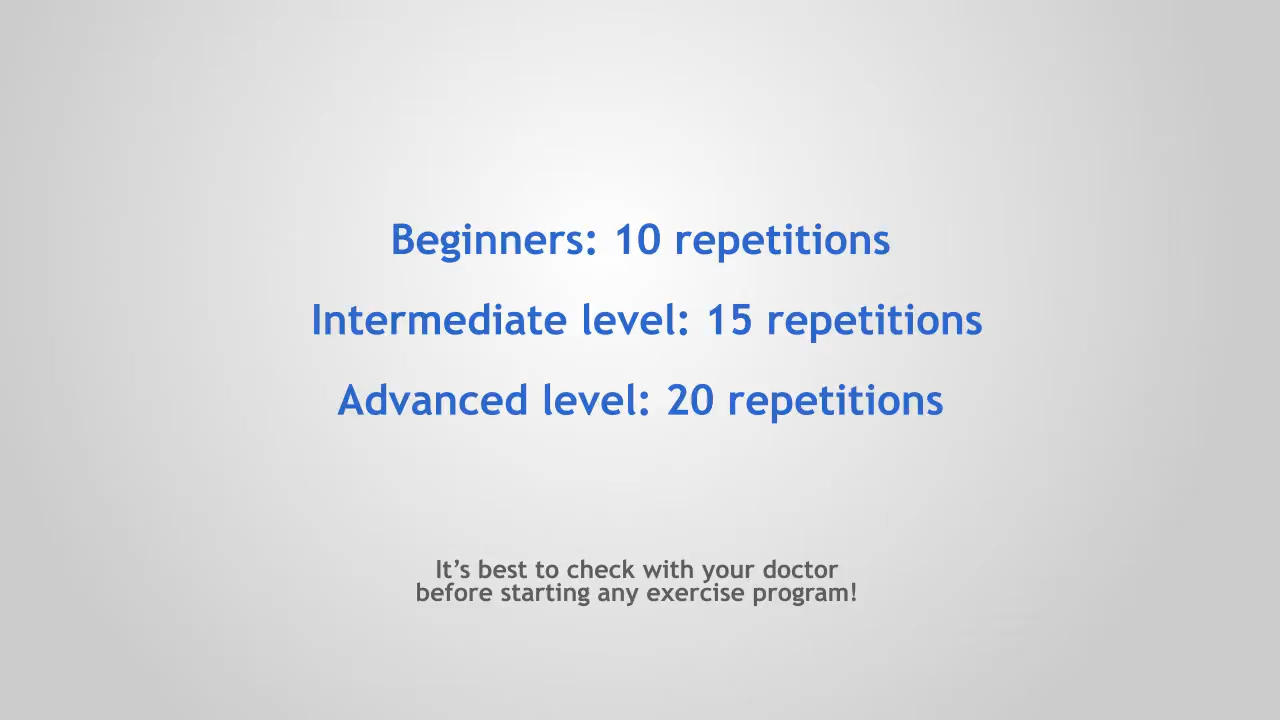 Beginners: 10 repetitions
Intermediate level: 15 repetitions
Advanced level: 20 repetitions
It’s best to check with your doctor
before starting any exercise program!